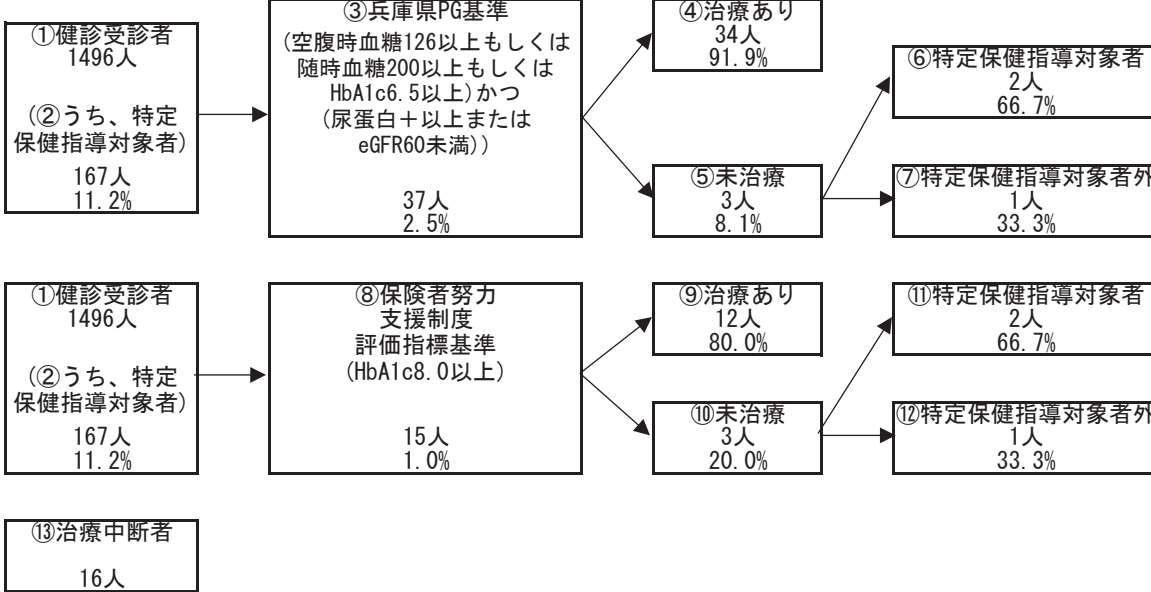 ①健診受診者
1496人
(②うち、特定
保健指導対象者)
167人
11.2%
③兵庫県PG基準
(空腹時血糖126以上もしくは
随時血糖200以上もしくは
HbA1c6.5以上)かつ
(尿蛋白＋以上または
eGFR60未満))
37人
2.5%
④治療あり
34人
91.9%
⑤未治療
3人
8.1%
⑥特定保健指導対象者
2人
66.7%
⑦特定保健指導対象者外
1人
33.3%
①健診受診者
1496人
(②うち、特定
保健指導対象者)
167人
11.2%
⑧保険者努力
支援制度
評価指標基準
(HbA1c8.0以上)
15人
1.0%
⑨治療あり
12人
80.0%
⑩未治療
3人
20.0%
⑪特定保健指導対象者
2人
66.7%
⑫特定保健指導対象者外
1人
33.3%
⑬治療中断者
16人